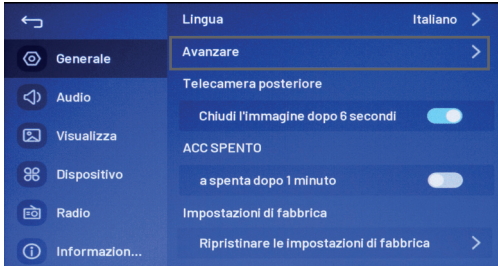 Lingua Italiano
Generale
Avanzare
Telecamera posteriore
Audio
Chiudi l'immagine dopo 6 secondi
Visualizza
ACC SPENTO
Dispositivo
a spenta dopo 1 minuto
Radio
Impostazioni di fabbrica
Informazion...
Ripristinare le impostazioni di fabbrica